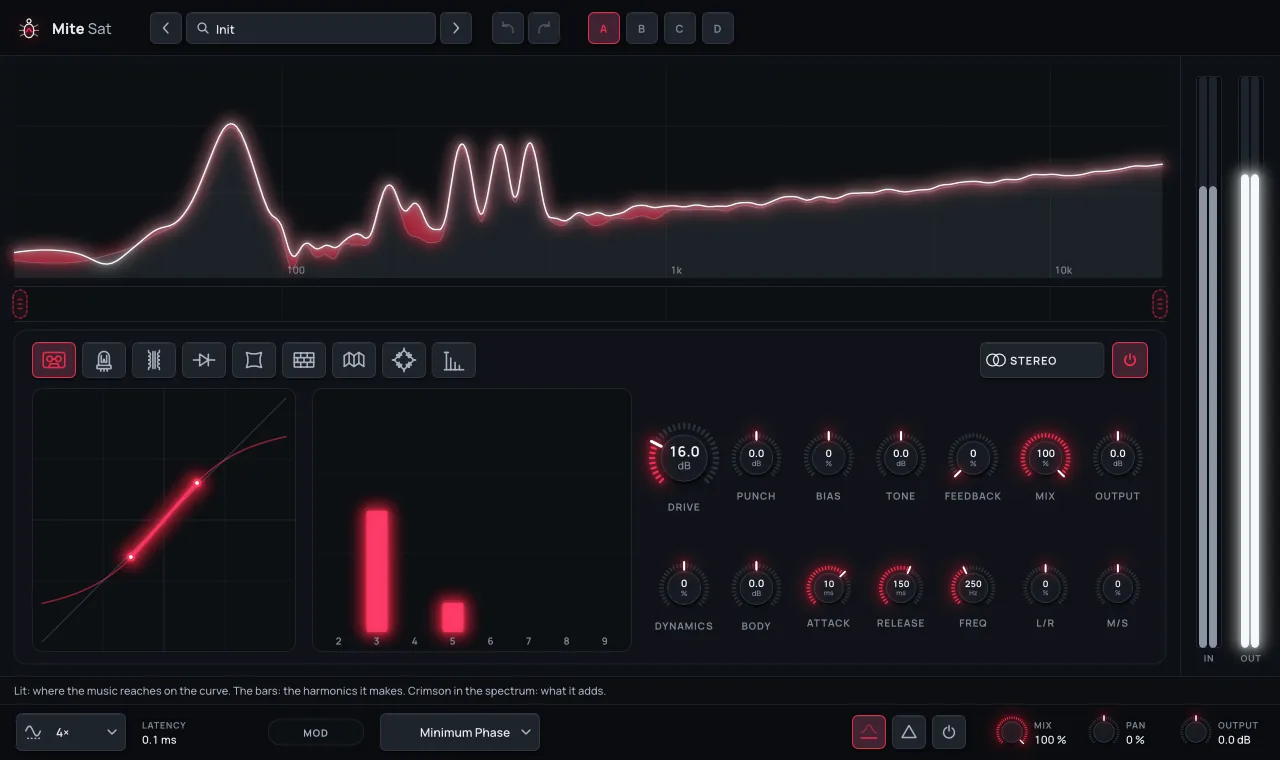 Mite Sat
Init
A B C D
100 1k 10k
STEREO
16.0 dB DRIVE
0.0 dB PUNCH
0 % BIAS
0.0 dB TONE
0 % FEEDBACK
100 % MIX
0.0 dB OUTPUT
0 % DYNAMICS
0.0 dB BODY
10 ms ATTACK
150 ms RELEASE
250 Hz FREQ
0 % L/R
0 % M/S
2 3 4 5 6 7 8 9
IN OUT
Lit: where the music reaches on the curve. The bars: the harmonics it makes. Crimson in the spectrum: what it adds.
4×
LATENCY
0.1 ms
MOD
Minimum Phase
MIX
100 %
PAN
0 %
OUTPUT
0.0 dB